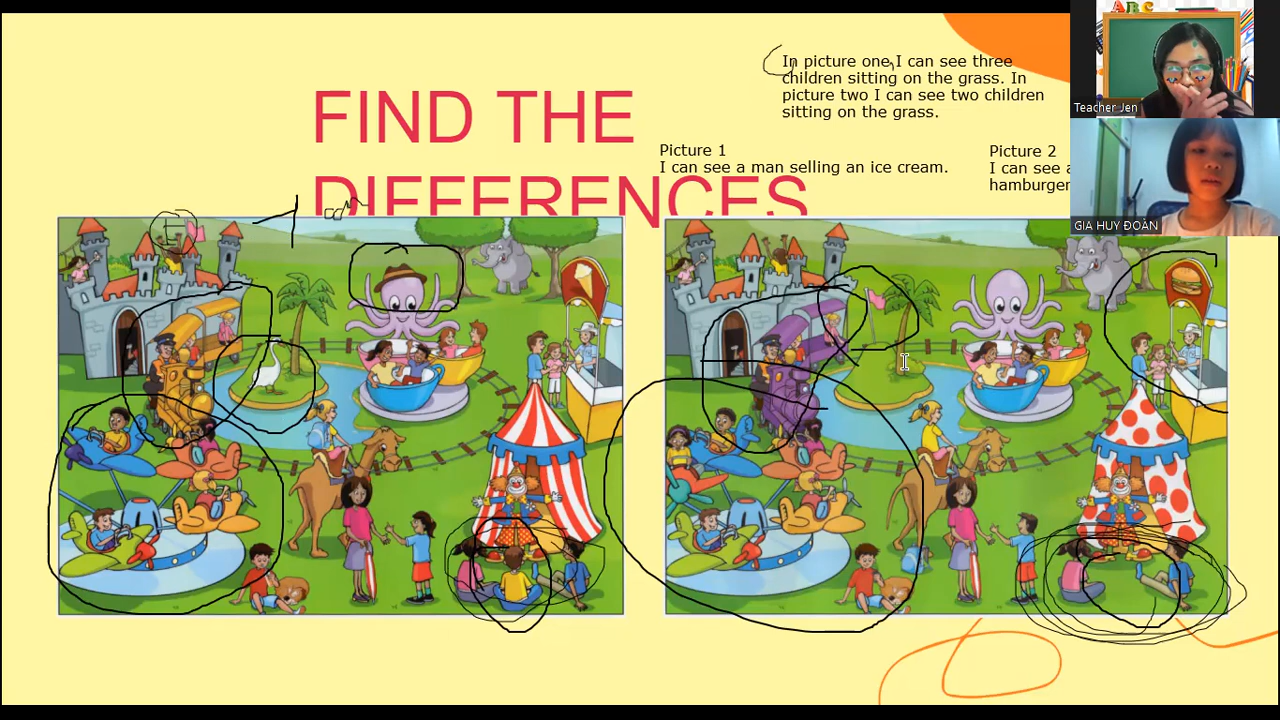 ABC
In picture one, I can see three
children sitting on the grass. In
picture two I can see two children
sitting on the grass.
Teacher Jen
FIND THE
DIFFERENCES
Picture 1
I can see a man selling an ice cream.
Picture 2
I can see a
hamburger
GIA HUY ĐOÀN